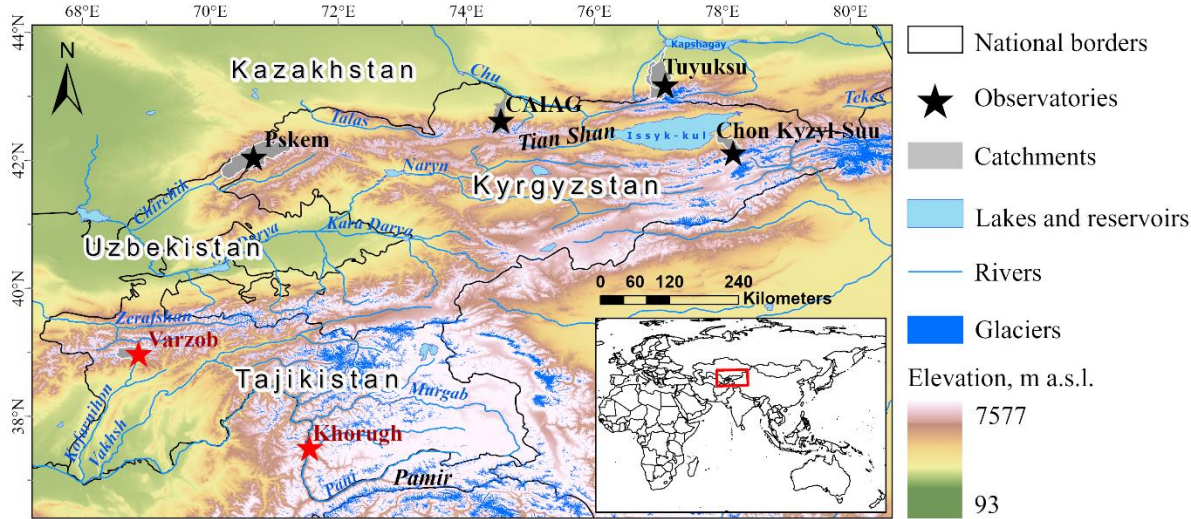 68°E
70°E
72°E
74°E
76°E
78°E
80°E
44°N
42°N
40°N
38°N
N
Kazakhstan
Kapshagay
Chu
Tuyuksu
CAIAG
Tekes
Talas
Tian Shan
Issyk-kul
Chon Kyzyl-Suu
Pskem
Naryn
Kyrgyzstan
Chirchik
Kara Darya
Uzbekistan
Darya
0 30 60 120 240
Kilometers
Zerafshan
Varzob
Tajikistan
Murgab
Kofarnihon
Vakhsh
Khorugh
Panj
Pamir
National borders
Observatories
Catchments
Lakes and reservoirs
Rivers
Glaciers
Elevation, m a.s.l.
7577
93